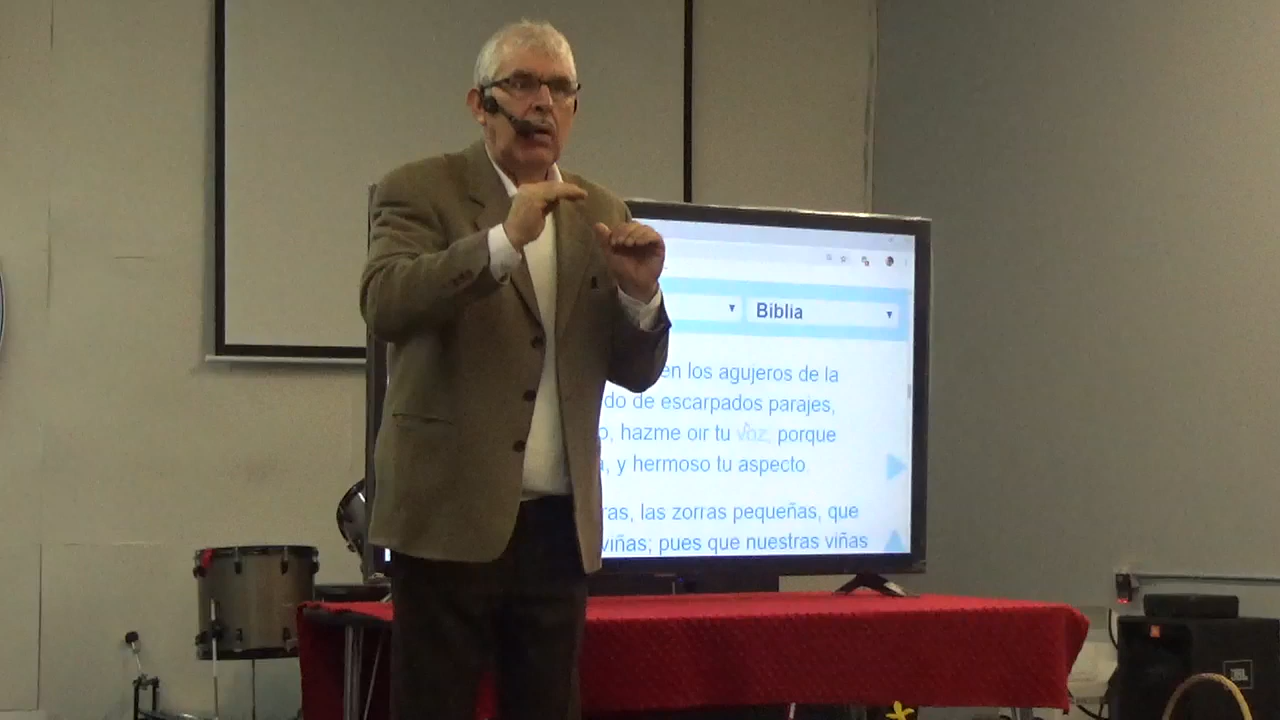 Biblia
en los agujeros de la
do de escarpados parajes,
o, hazme oir tu voz, porque
a, y hermoso tu aspecto
ras, las zorras pequeñas, que
viñas; pues que nuestras viñas
JBL